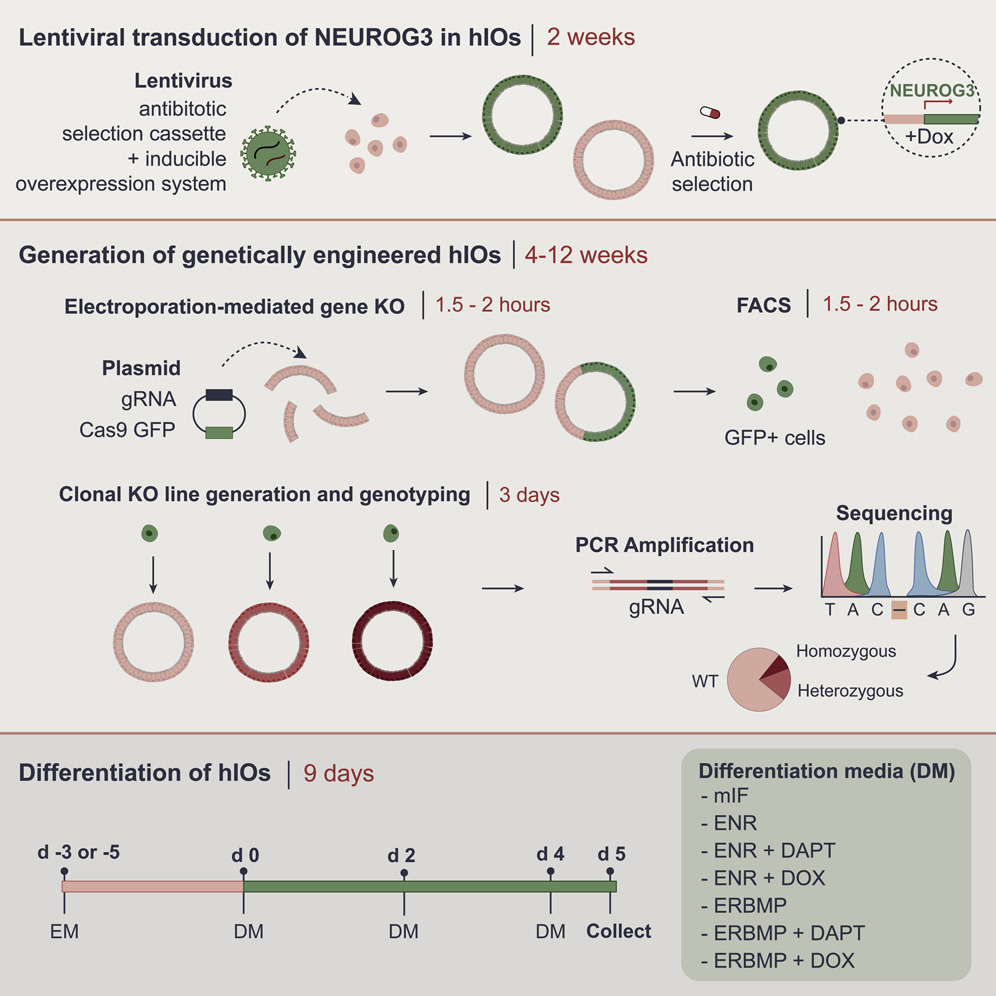 Lentiviral transduction of NEUROG3 in hIOs | 2 weeks
Lentivirus
antibitotic
selection cassette
+ inducible
overexpression system
Antibiotic
selection
NEUROG3
+Dox
Generation of genetically engineered hIOs | 4-12 weeks
Electroporation-mediated gene KO | 1.5 - 2 hours
FACS | 1.5 - 2 hours
Plasmid
gRNA
Cas9 GFP
GFP+ cells
Clonal KO line generation and genotyping | 3 days
PCR Amplification
gRNA
Sequencing
T A C – C A G
WT
Homozygous
Heterozygous
Differentiation of hIOs | 9 days
d -3 or -5 d 0 d 2 d 4 d 5
EM DM DM DM Collect
Differentiation media (DM)
- mIF
- ENR
- ENR + DAPT
- ENR + DOX
- ERBMP
- ERBMP + DAPT
- ERBMP + DOX